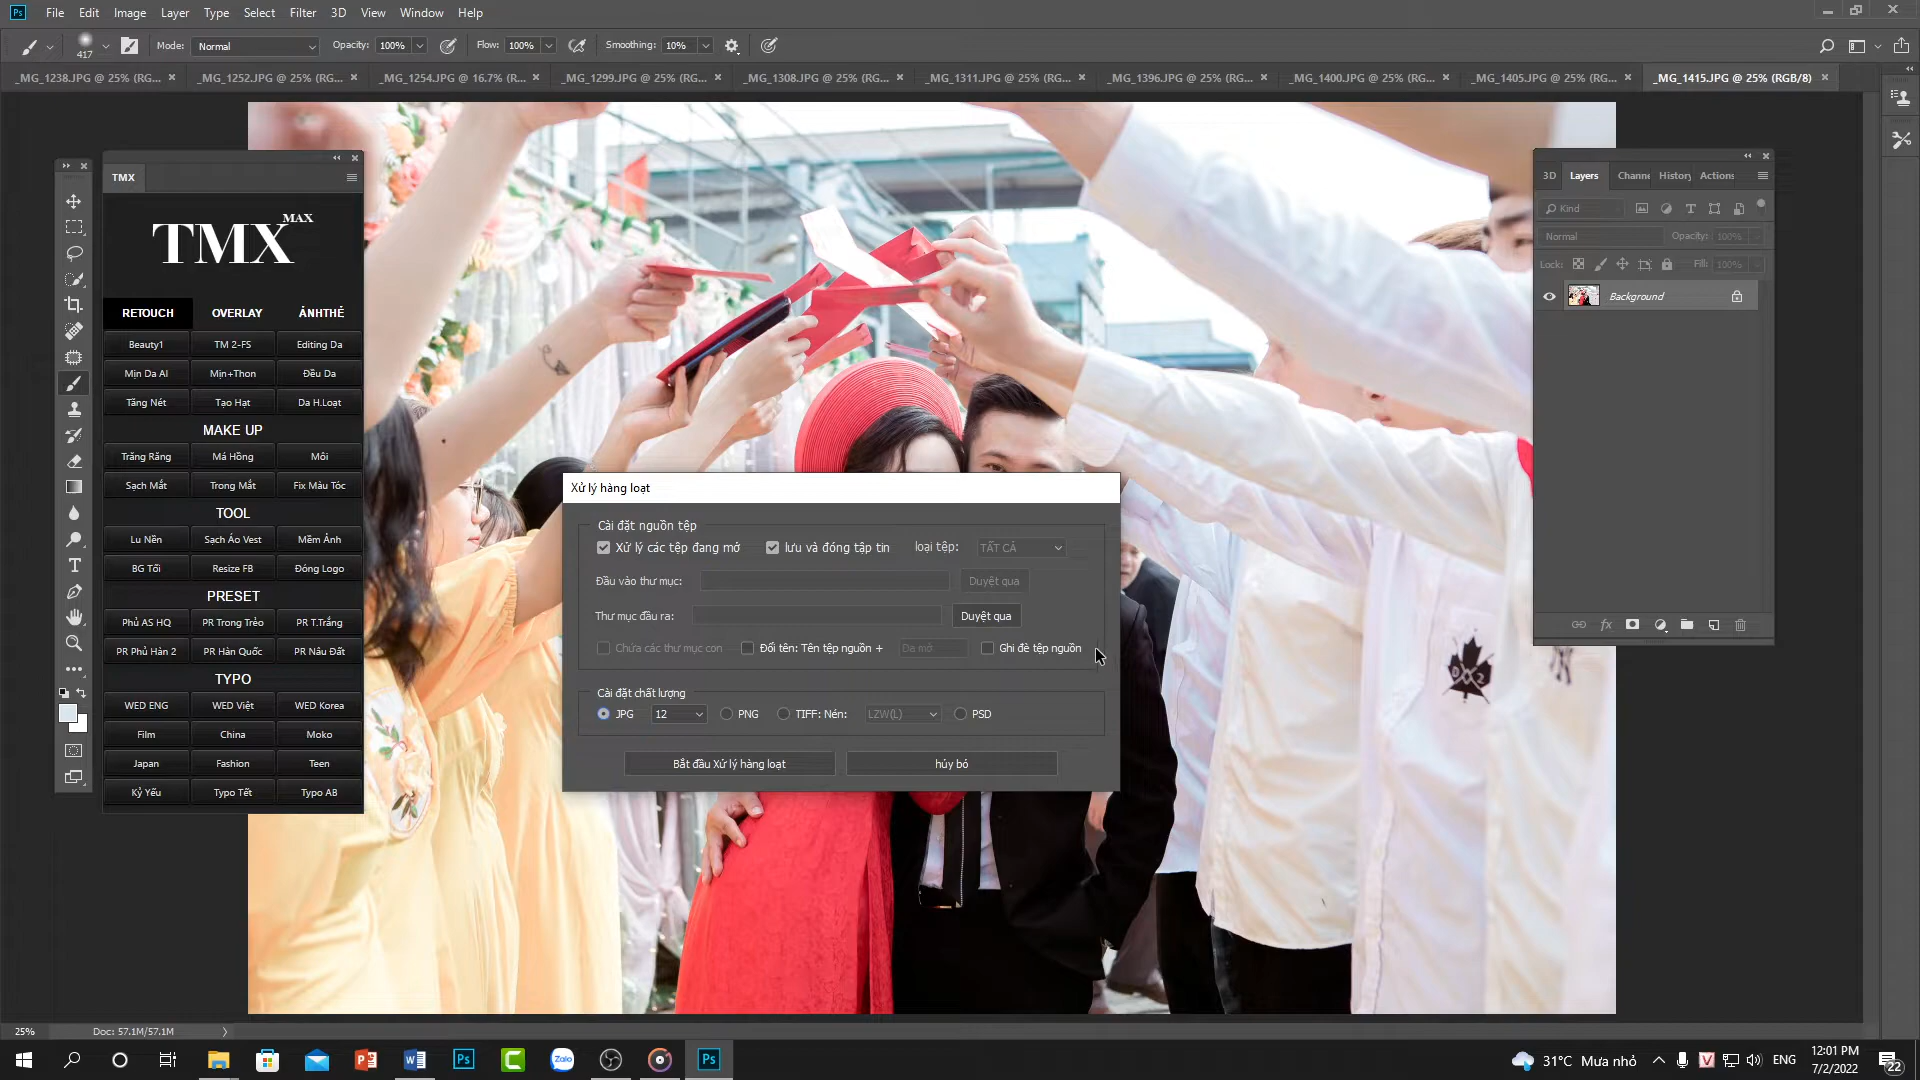 Ps File Edit Image Layer Type Select Filter 3D View Window Help
417 Mode: Normal Opacity: 100% Flow: 100% Smoothing: 10%
_MG_1238.JPG @ 25% (RG... × _MG_1252.JPG @ 25% (RG... × _MG_1254.JPG @ 16.7% (R... × _MG_1299.JPG @ 25% (RG... × _MG_1308.JPG @ 25% (RG... × _MG_1311.JPG @ 25% (RG... × _MG_1396.JPG @ 25% (RG... × _MG_1400.JPG @ 25% (RG... × _MG_1405.JPG @ 25% (RG... × _MG_1415.JPG @ 25% (RGB/8) ×
TMX
TMX MAX
RETOUCH OVERLAY ẢNHTHẺ
Beauty1 TM 2-FS Editing Da
Mịn Da AI Mịn+Thon Đều Da
Tăng Nét Tạo Hạt Da H.Loạt
MAKE UP
Trắng Răng Má Hồng Môi
Sạch Mắt Trong Mắt Fix Màu Tóc
TOOL
Lu Nền Sạch Áo Vest Mềm Ảnh
BG Tối Resize FB Đóng Logo
PRESET
Phủ AS HQ PR Trong Trẻo PR T.Trắng
PR Phủ Hàn 2 PR Hàn Quốc PR Nâu Đất
TYPO
WED ENG WED Việt WED Korea
Film China Moko
Japan Fashion Teen
Kỷ Yếu Typo Tết Typo AB
Xử lý hàng loạt
Cài đặt nguồn tệp
Xử lý các tệp đang mở lưu và đóng tập tin loại tệp: TẤT CẢ
Đầu vào thư mục: Duyệt qua
Thư mục đầu ra: Duyệt qua
Chứa các thư mục con Đổi tên: Tên tệp nguồn + Da mờ Ghi đè tệp nguồn
Cài đặt chất lượng
JPG 12 PNG TIFF: Nén: LZW(L) PSD
Bắt đầu Xử lý hàng loạt hủy bỏ
3D Layers Channe History Actions
Kind
Normal Opacity: 100%
Lock: Fill: 100%
Background
fx
D 2
25% Doc: 57.1M/57.1M
Zalo Ps Ps
31°C Mưa nhỏ V ENG 12:01 PM
7/2/2022 22